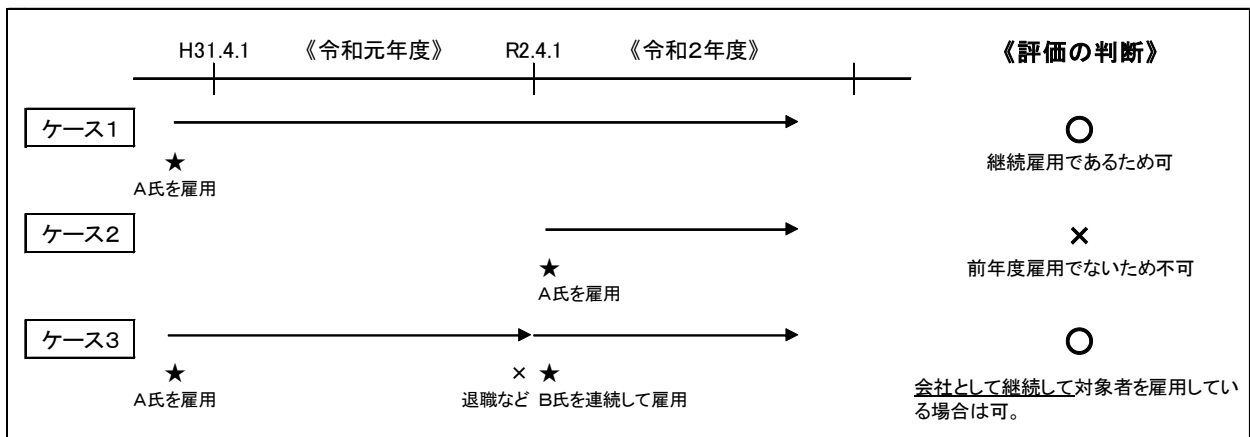 H31.4.1 《令和元年度》 R2.4.1 《令和2年度》 《評価の判断》
ケース1
○
★
A氏を雇用
継続雇用であるため可
ケース2
×
★
A氏を雇用
前年度雇用でないため不可
ケース3
○
★ × ★
A氏を雇用 退職など B氏を連続して雇用
会社として継続して対象者を雇用してい
る場合は可。